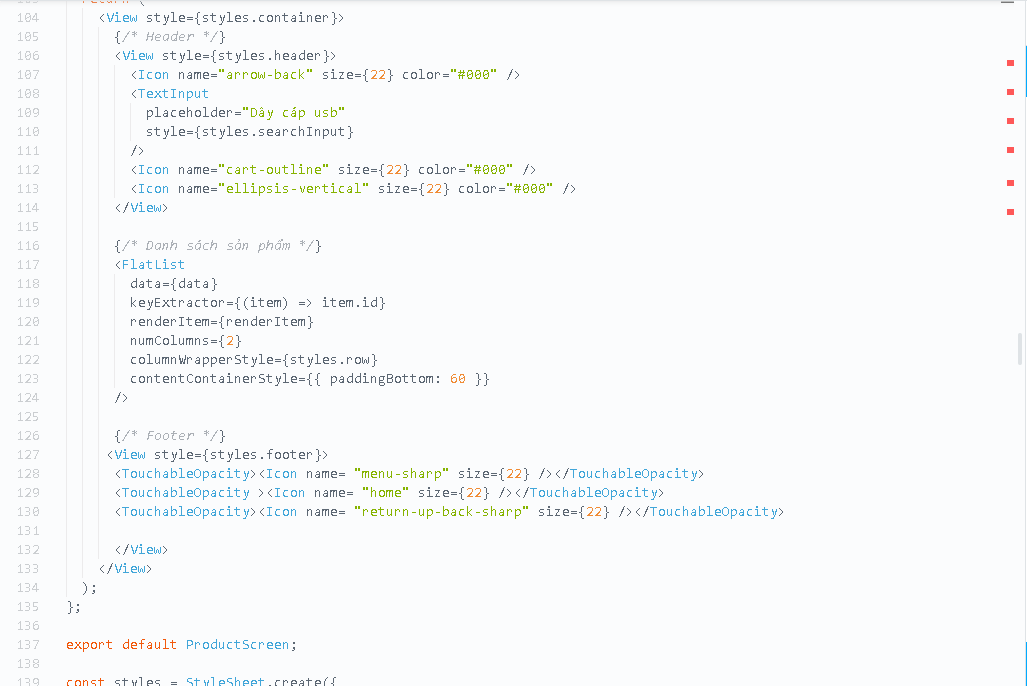 103 return (
104 <View style={styles.container}>
105 {/* Header */}
106 <View style={styles.header}>
107 <Icon name="arrow-back" size={22} color="#000" />
108 <TextInput
109 placeholder="Dây cáp usb"
110 style={styles.searchInput}
111 />
112 <Icon name="cart-outline" size={22} color="#000" />
113 <Icon name="ellipsis-vertical" size={22} color="#000" />
114 </View>
115
116 {/* Danh sách sản phẩm */}
117 <FlatList
118 data={data}
119 keyExtractor={(item) => item.id}
120 renderItem={renderItem}
121 numColumns={2}
122 columnWrapperStyle={styles.row}
123 contentContainerStyle={{ paddingBottom: 60 }}
124 />
125
126 {/* Footer */}
127 <View style={styles.footer}>
128 <TouchableOpacity><Icon name= "menu-sharp" size={22} /></TouchableOpacity>
129 <TouchableOpacity ><Icon name= "home" size={22} /></TouchableOpacity>
130 <TouchableOpacity><Icon name= "return-up-back-sharp" size={22} /></TouchableOpacity>
131
132 </View>
133 </View>
134 );
135 };
136
137 export default ProductScreen;
138
139 const styles = StyleSheet.create({